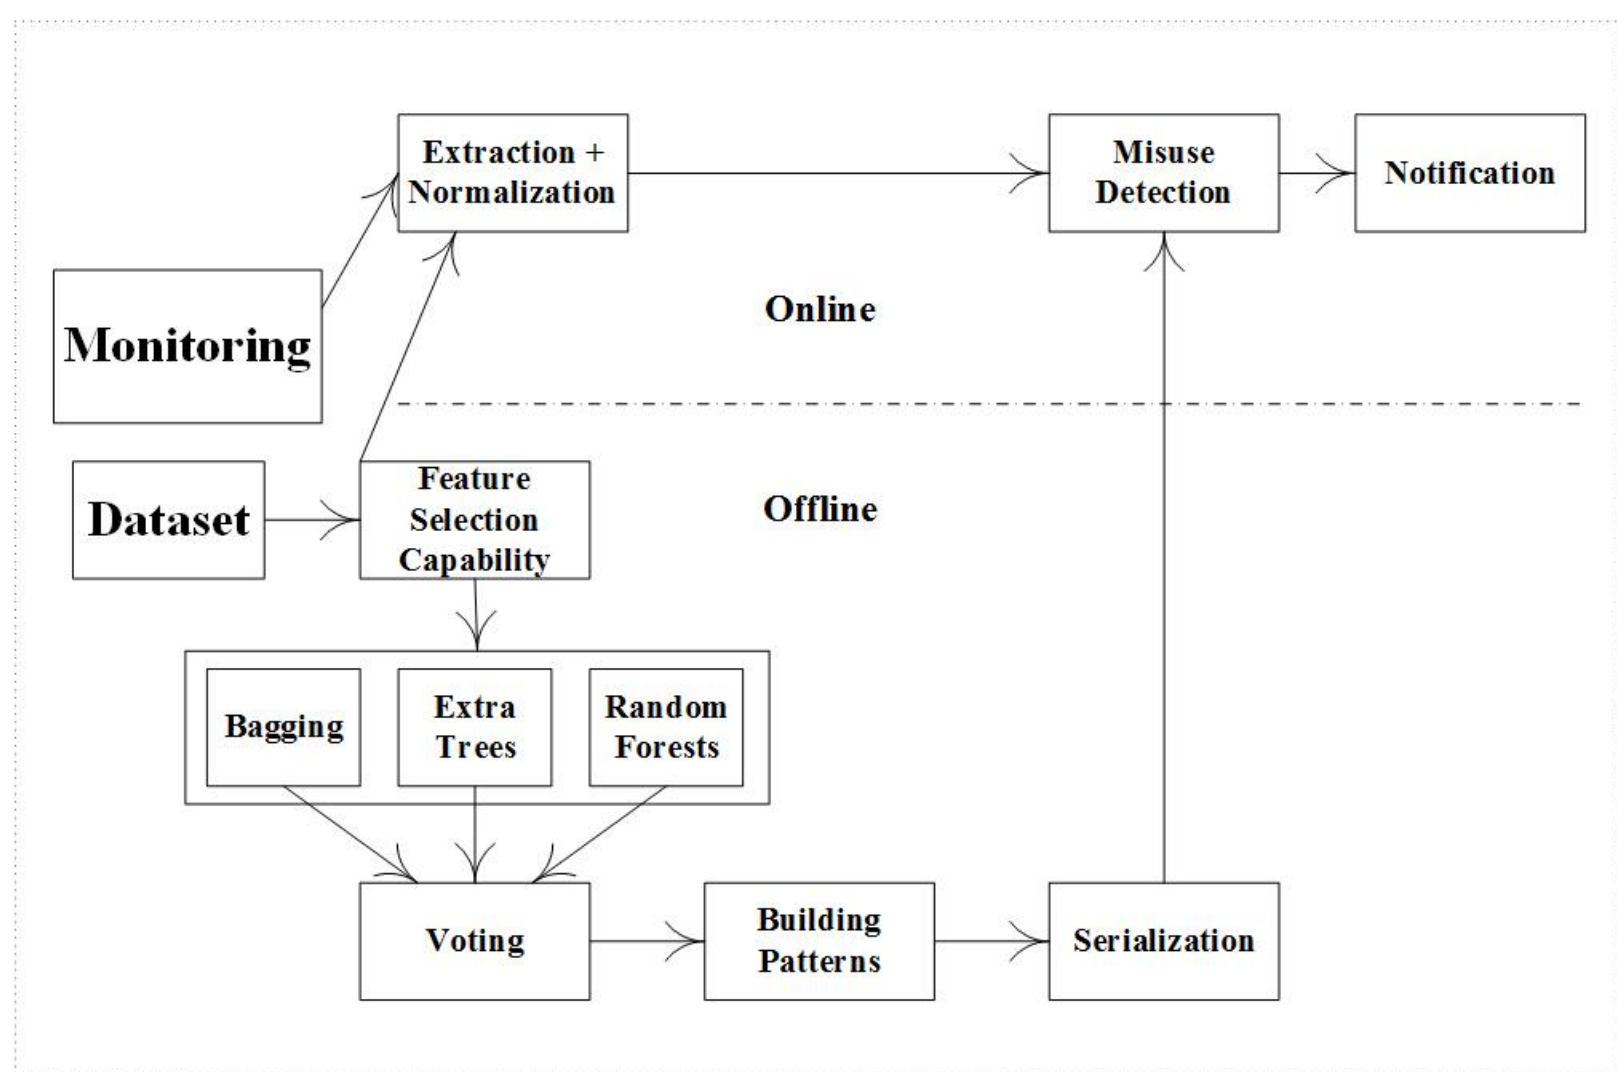 Extraction +
Normalization
Misuse
Detection
Notification
Monitoring
Online
Dataset
Feature
Selection
Capability
Offline
Bagging
Extra
Trees
Random
Forests
Voting
Building
Patterns
Serialization